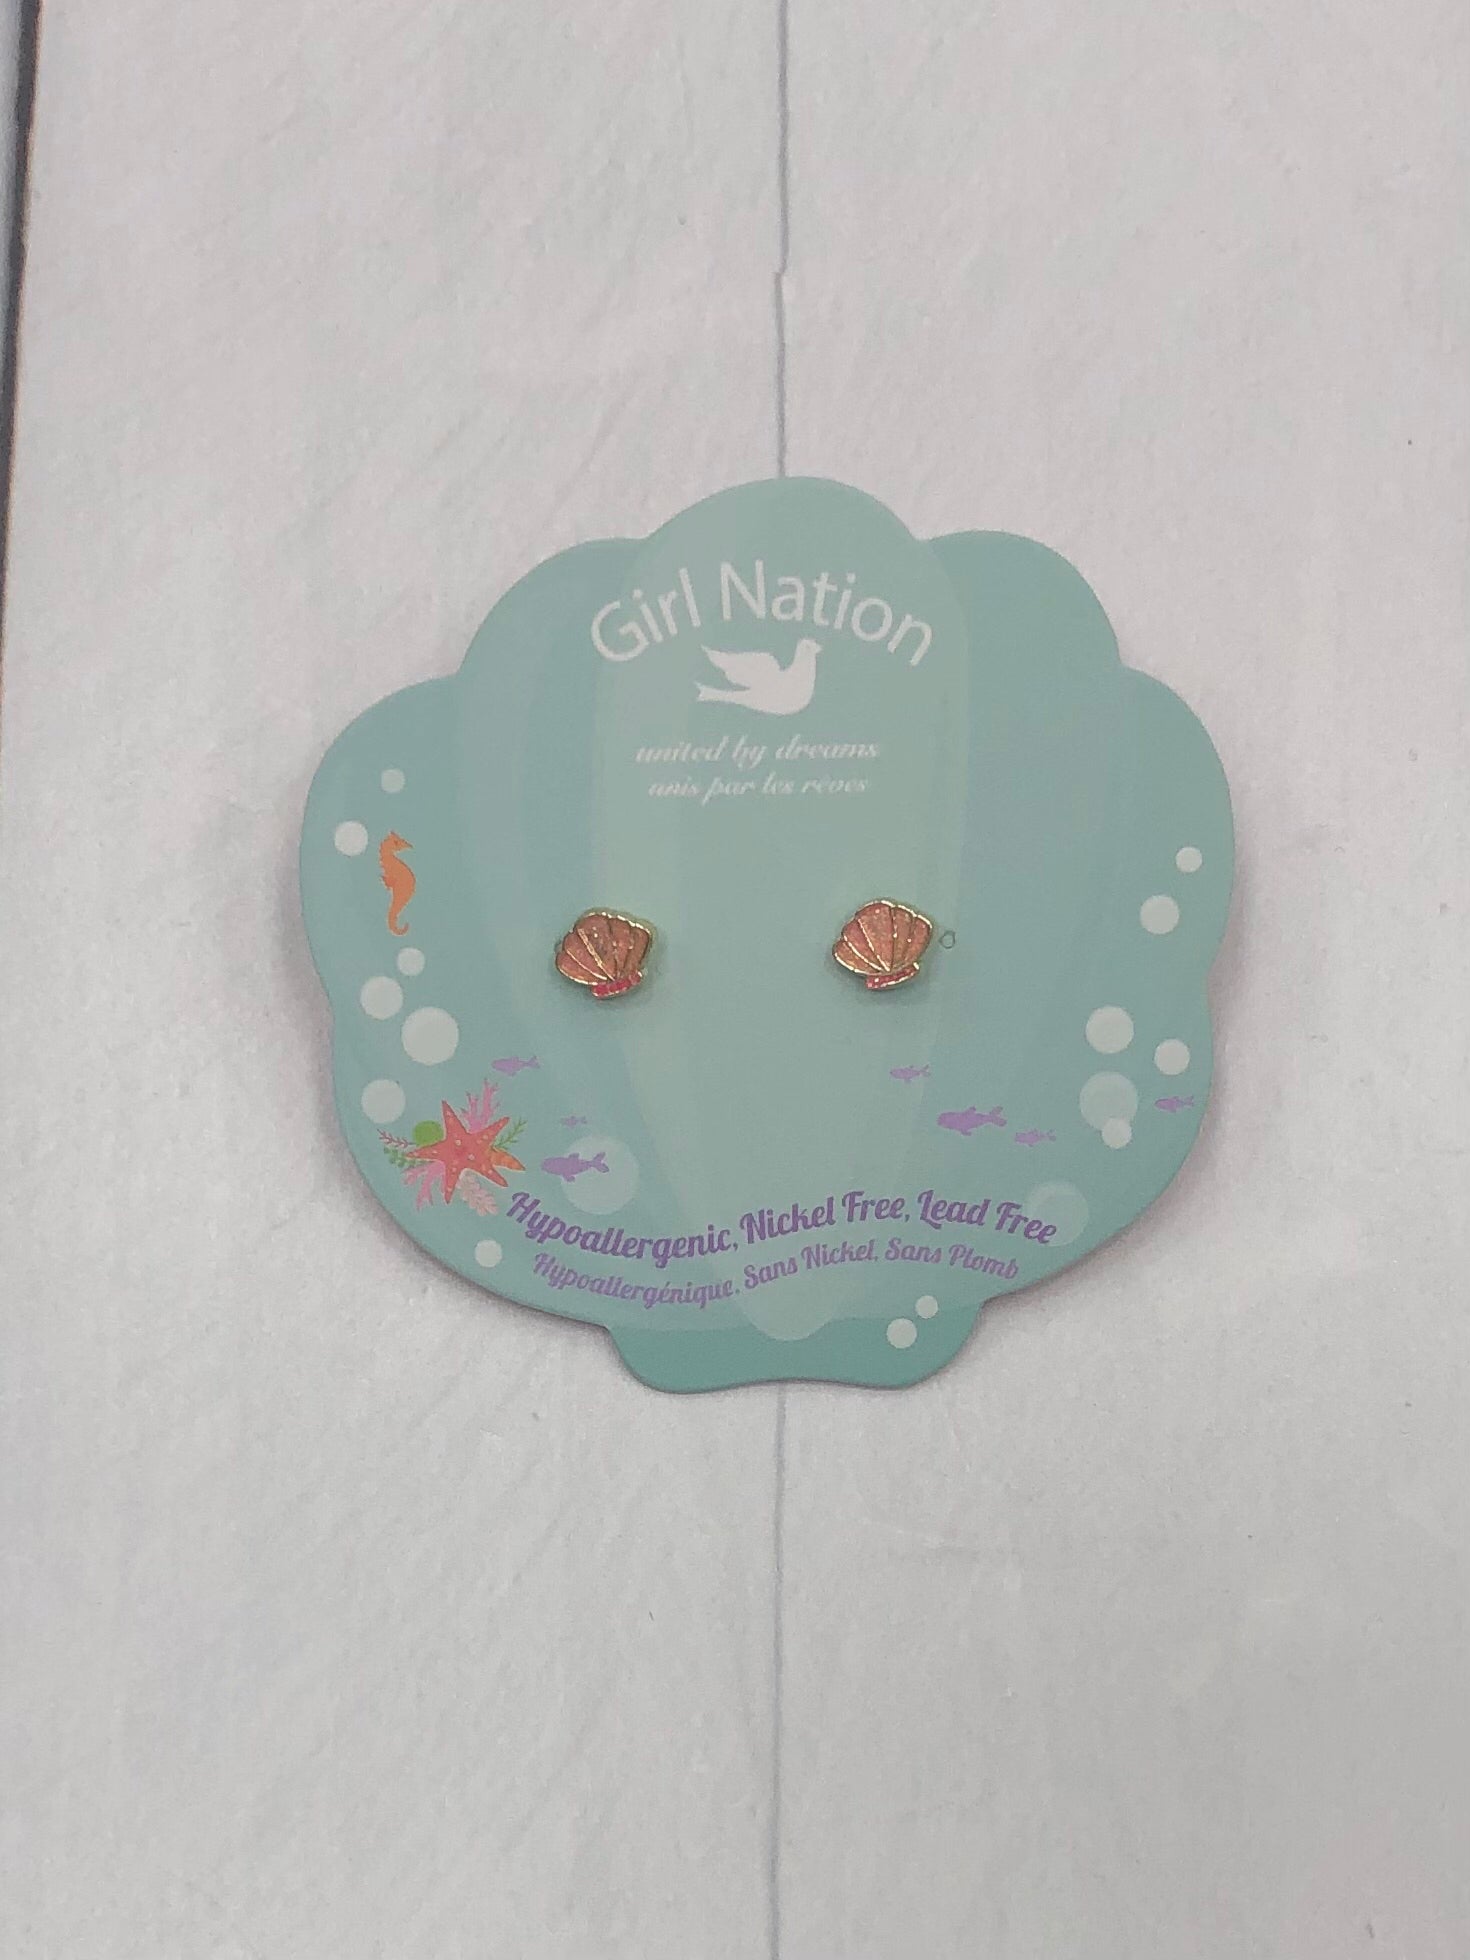 Girl Nation
united by dreams
unis par les rêves
Hypoallergenic, Nickel Free, Lead Free
Hypoallergénique, Sans Nickel, Sans Plomb